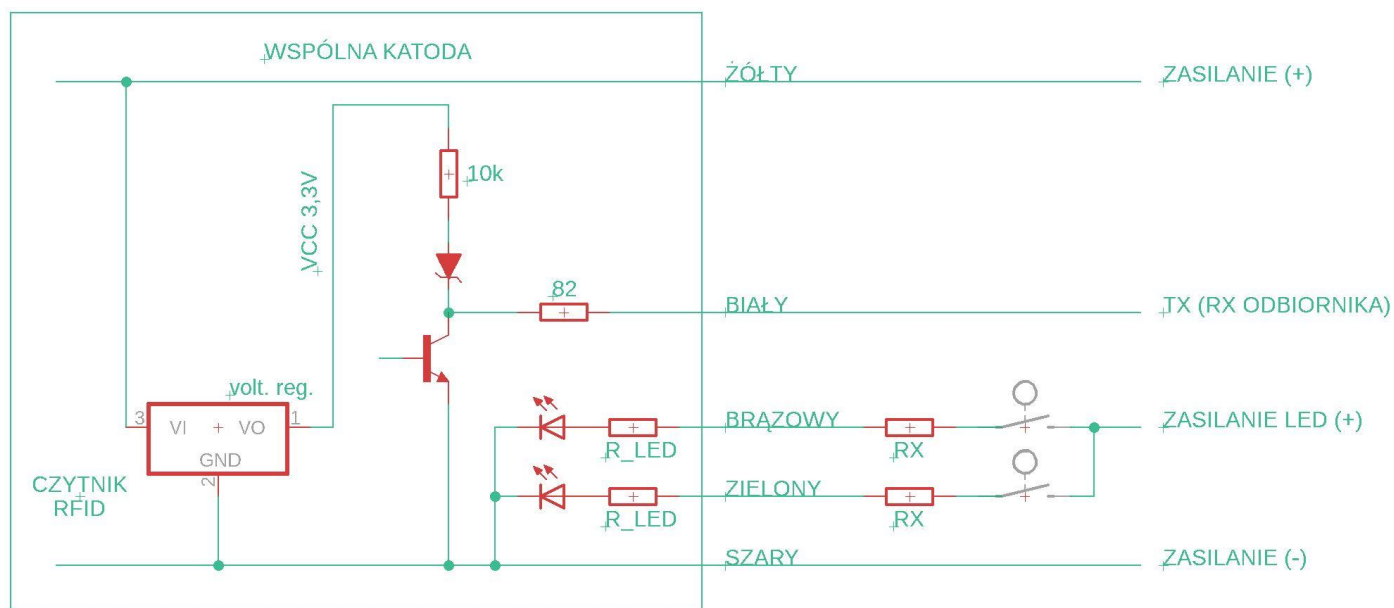 WSPÓLNA KATODA
ŻÓŁTY
ZASILANIE (+)
10k
VCC 3,3V
82
BIAŁY
TX (RX ODBIORNIKA)
volt. reg.
3
VI
VO
1
GND
2
BRĄZOWY
ZASILANIE LED (+)
R_LED
RX
CZYTNIK
RFID
ZIELONY
R_LED
RX
SZARY
ZASILANIE (-)